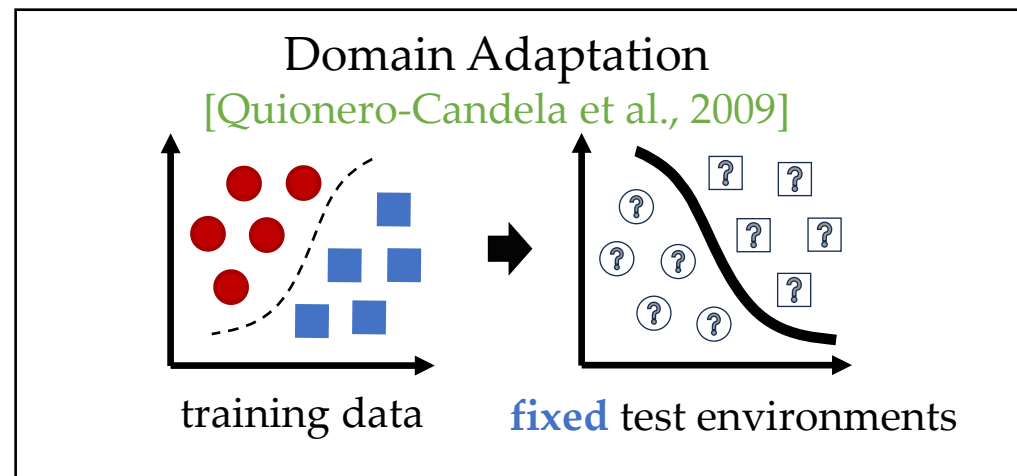 Domain Adaptation
[Quionero-Candela et al., 2009]
? ? ? ? ? ? ? ? ? ?
training data
fixed test environments